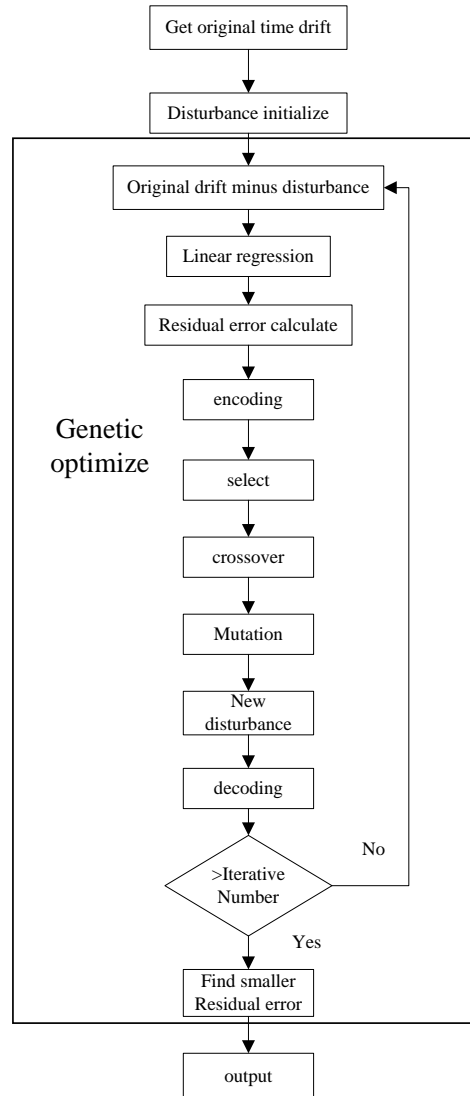 Get original time drift
Disturbance initialize
Original drift minus disturbance
Linear regression
Residual error calculate
encoding
Genetic
optimize
select
crossover
Mutation
New
disturbance
decoding
No
>Iterative
Number
Yes
Find smaller
Residual error
output